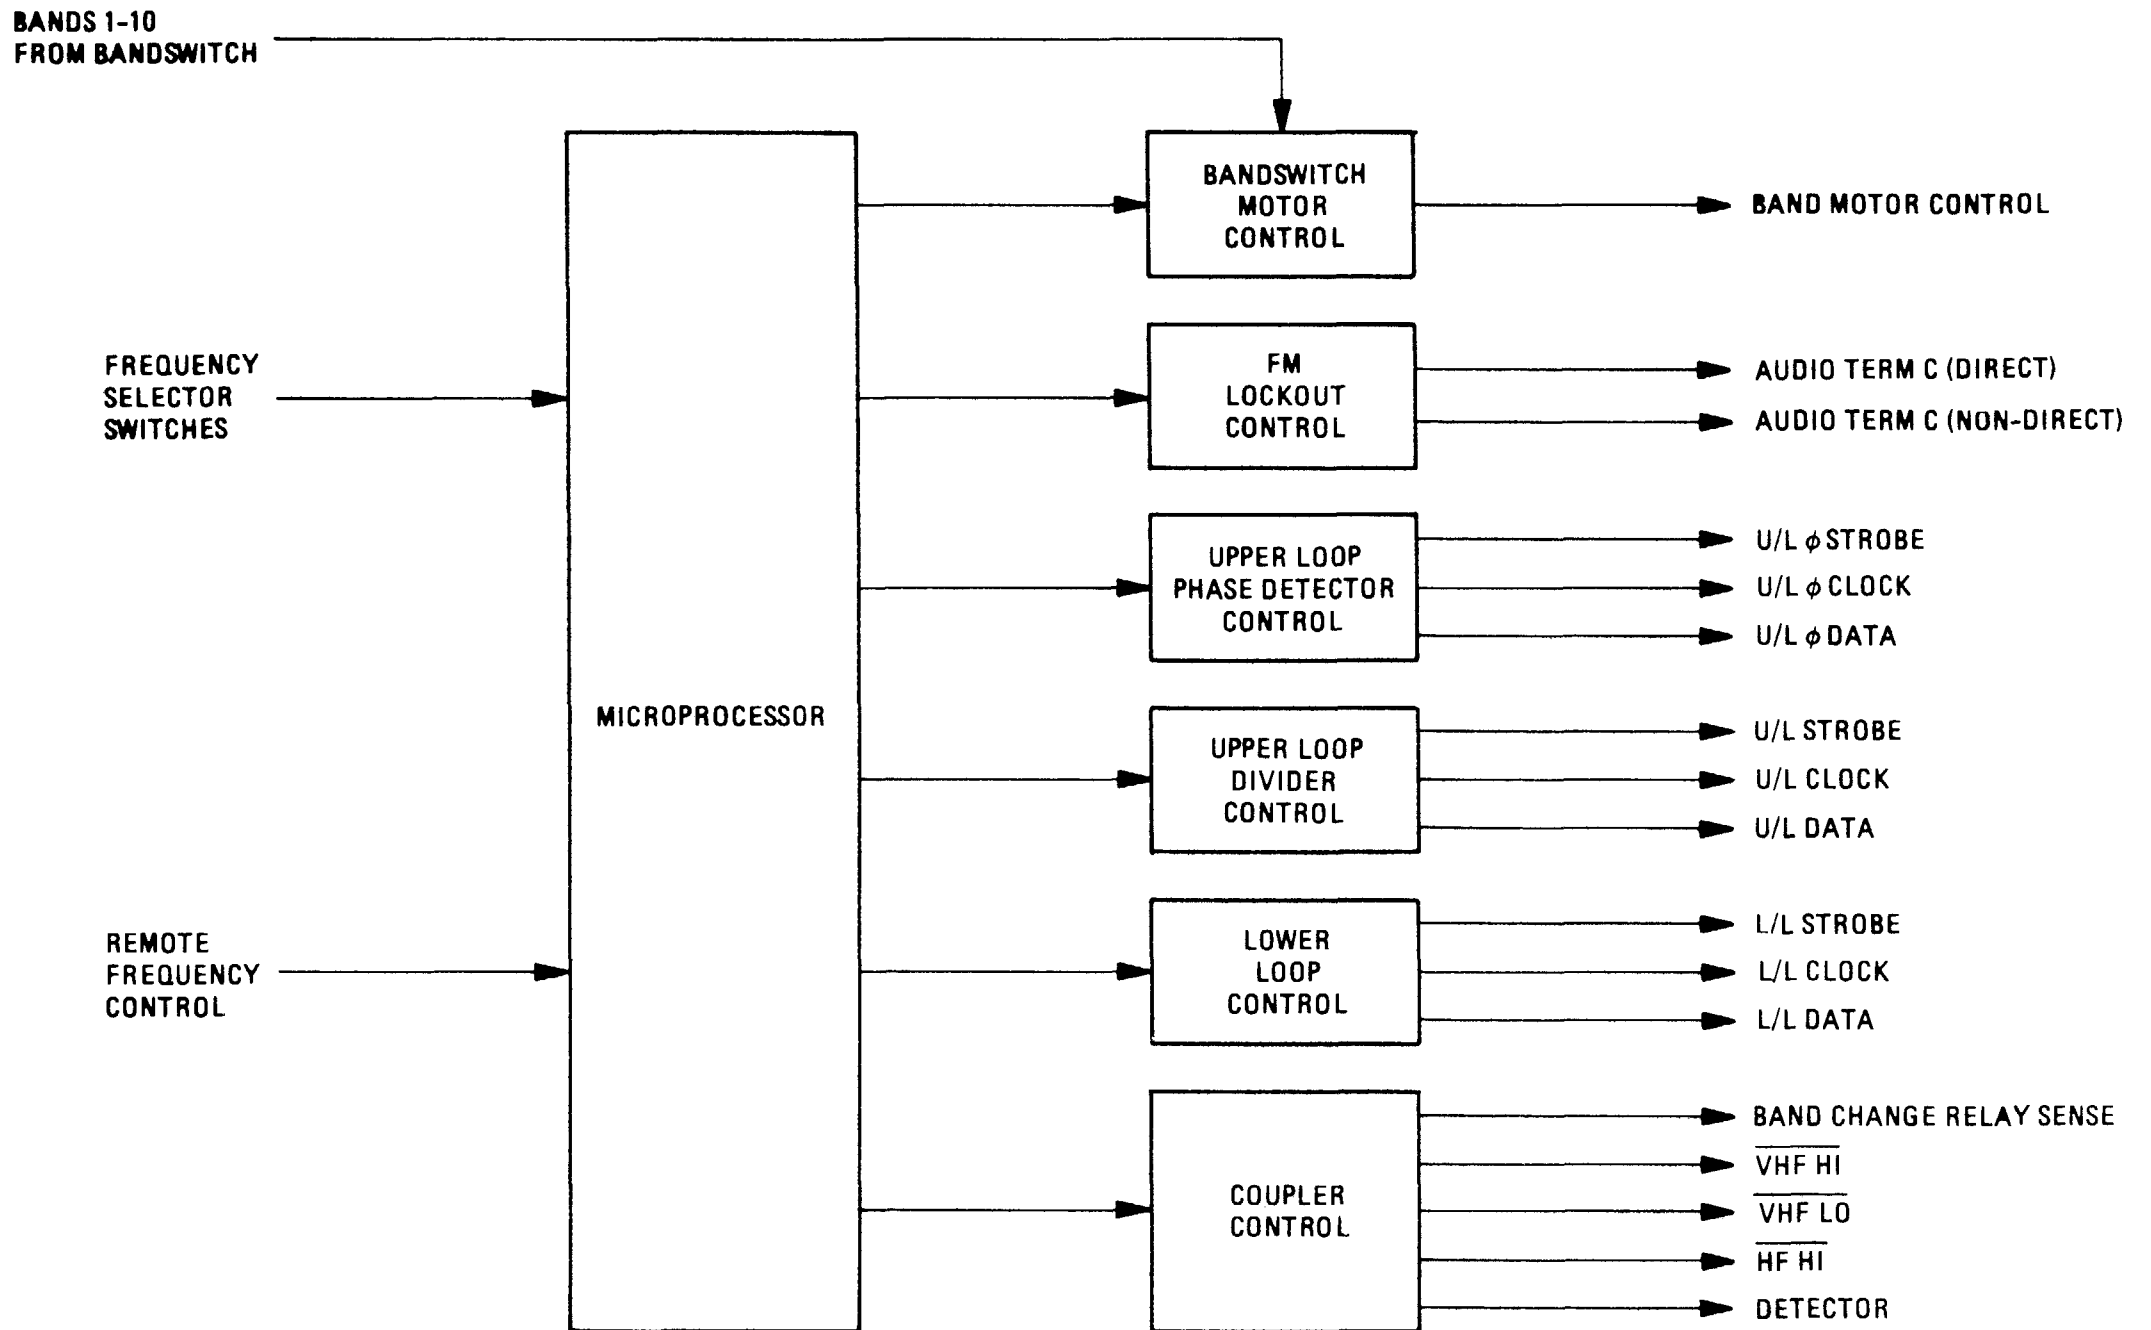 BANDS 1-10
FROM BANDSWITCH
BANDSWITCH
MOTOR
CONTROL
BAND MOTOR CONTROL
FREQUENCY
SELECTOR
SWITCHES
FM
LOCKOUT
CONTROL
AUDIO TERM C (DIRECT)
AUDIO TERM C (NON-DIRECT)
UPPER LOOP
PHASE DETECTOR
CONTROL
U/L ϕ STROBE
U/L ϕ CLOCK
U/L ϕ DATA
MICROPROCESSOR
UPPER LOOP
DIVIDER
CONTROL
U/L STROBE
U/L CLOCK
U/L DATA
REMOTE
FREQUENCY
CONTROL
LOWER
LOOP
CONTROL
L/L STROBE
L/L CLOCK
L/L DATA
COUPLER
CONTROL
BAND CHANGE RELAY SENSE
VHF HI
VHF LO
HF HI
DETECTOR